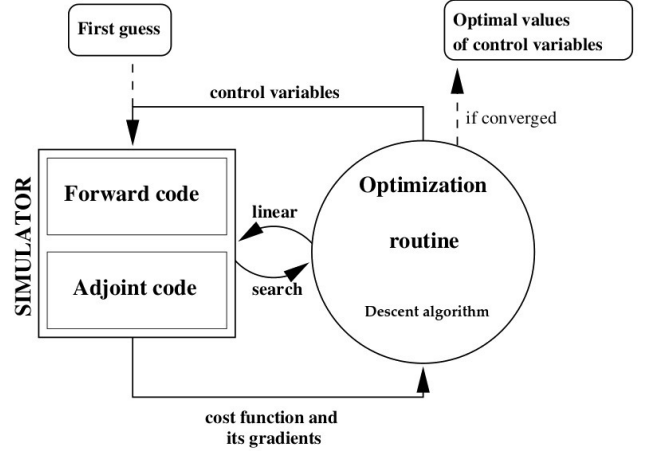 First guess
Optimal values
of control variables
control variables
if converged
SIMULATOR
Forward code
Adjoint code
linear
search
Optimization
routine
Descent algorithm
cost function and
its gradients